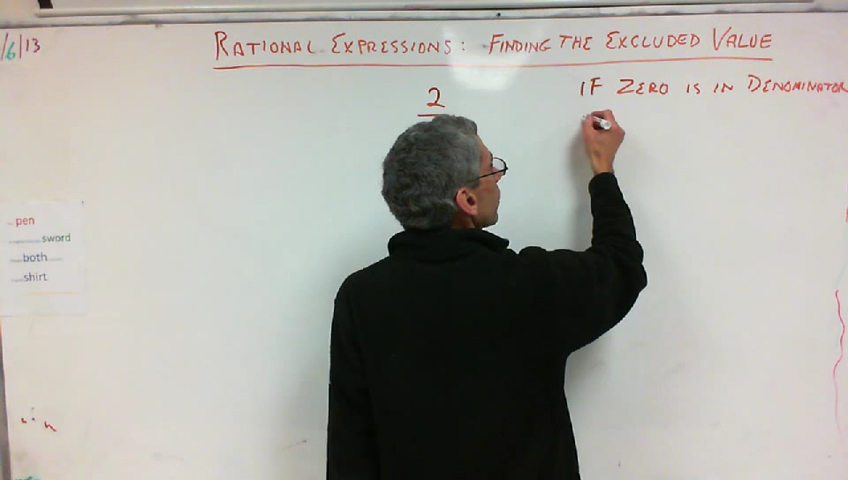 /6/13
RATIONAL EXPRESSIONS: FINDING THE EXCLUDED VALUE
2
IF ZERO IS IN DENOMINATOR
pen
sword
both
shirt